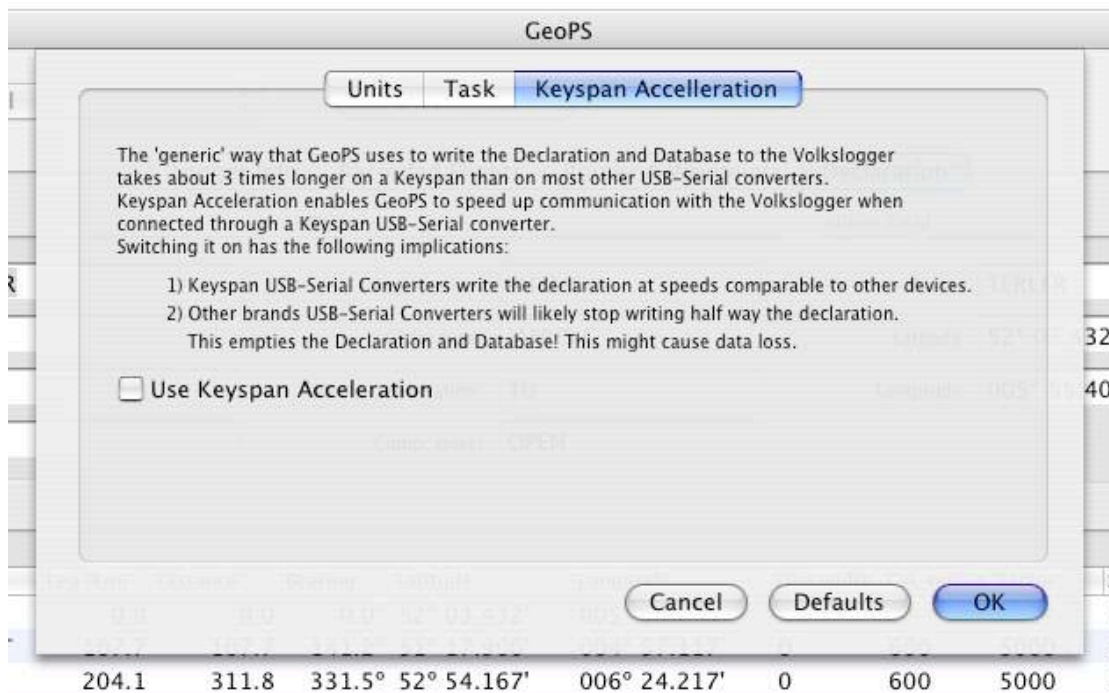 GeoPS
Units Task Keyspan Accelleration
The 'generic' way that GeoPS uses to write the Declaration and Database to the Volkslogger
takes about 3 times longer on a Keyspan than on most other USB-Serial converters.
Keyspan Acceleration enables GeoPS to speed up communication with the Volkslogger when
connected through a Keyspan USB-Serial converter.
Switching it on has the following implications:
1) Keyspan USB-Serial Converters write the declaration at speeds comparable to other devices.
2) Other brands USB-Serial Converters will likely stop writing half way the declaration.
This empties the Declaration and Database! This might cause data loss.
Use Keyspan Acceleration
OPEN
Cancel Defaults OK
204.1 311.8 331.5° 52° 54.167' 006° 24.217' 0 600 5000